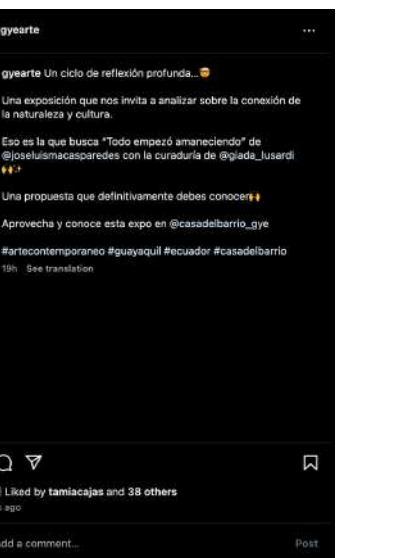 gyearte
gyearte Un ciclo de reflexión profunda...
Una exposición que nos invita a analizar sobre la conexión de
la naturaleza y cultura.
Eso es la que busca "Todo empezó amaneciendo" de
@joseluismacasparedes con la curaduría de @giada_lusardi
Una propuesta que definitivamente debes conocer
Aprovecha y conoce esta expo en @casadelbarrio_gye
#artecontemporaneo #guayaquil #ecuador #casadelbarrio
19h See translation
Liked by tamiacajas and 38 others
ago
add a comment...
Post